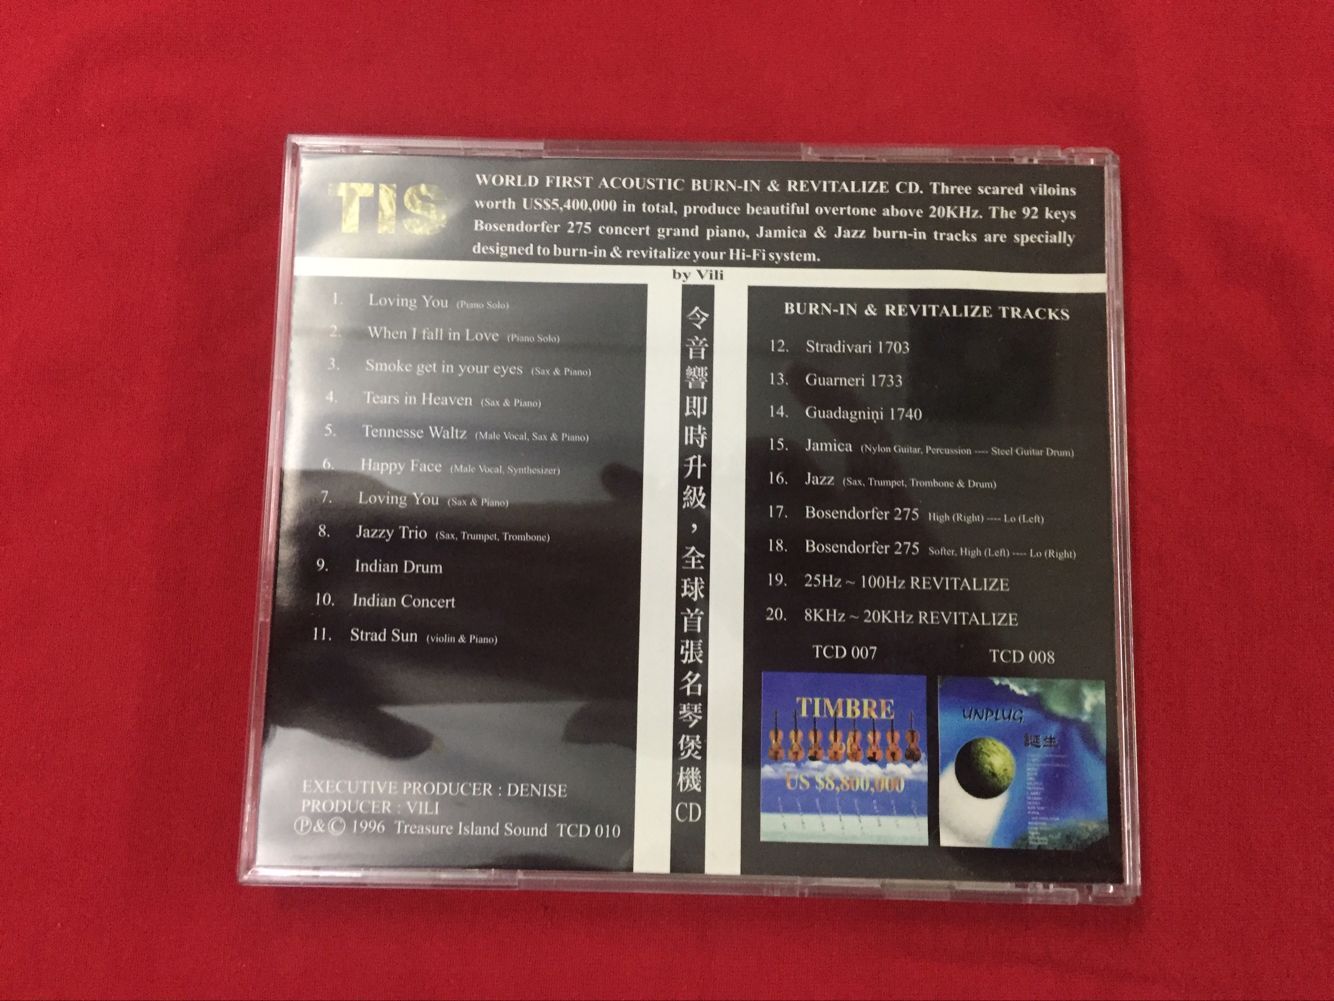 TIS
WORLD FIRST ACOUSTIC BURN-IN & REVITALIZE CD. Three scared viloins
worth US$5,400,000 in total, produce beautiful overtone above 20KHz. The 92 keys
Bosendorfer 275 concert grand piano, Jamica & Jazz burn-in tracks are specially
designed to burn-in & revitalize your Hi-Fi system.
by Vili
1. Loving You (Piano Solo)
2. When I fall in Love (Piano Solo)
3. Smoke get in your eyes (Sax & Piano)
4. Tears in Heaven (Sax & Piano)
5. Tennesse Waltz (Male Vocal, Sax & Piano)
6. Happy Face (Male Vocal, Synthesizer)
7. Loving You (Sax & Piano)
8. Jazzy Trio (Sax, Trumpet, Trombone)
9. Indian Drum
10. Indian Concert
11. Strad Sun (violin & Piano)
EXECUTIVE PRODUCER : DENISE
PRODUCER : VILI
Ⓟ&© 1996 Treasure Island Sound TCD 010
令音響即時升級，全球首張名琴煲機CD
BURN-IN & REVITALIZE TRACKS
12. Stradivari 1703
13. Guarneri 1733
14. Guadagnini 1740
15. Jamica (Nylon Guitar, Percussion ---- Steel Guitar Drum)
16. Jazz (Sax, Trumpet, Trombone & Drum)
17. Bosendorfer 275 High (Right) ---- Lo (Left)
18. Bosendorfer 275 Softer, High (Left) ---- Lo (Right)
19. 25Hz ~ 100Hz REVITALIZE
20. 8KHz ~ 20KHz REVITALIZE
TCD 007
TCD 008
TIMBRE
of
US $8,800,000
UNPLUG
誕生